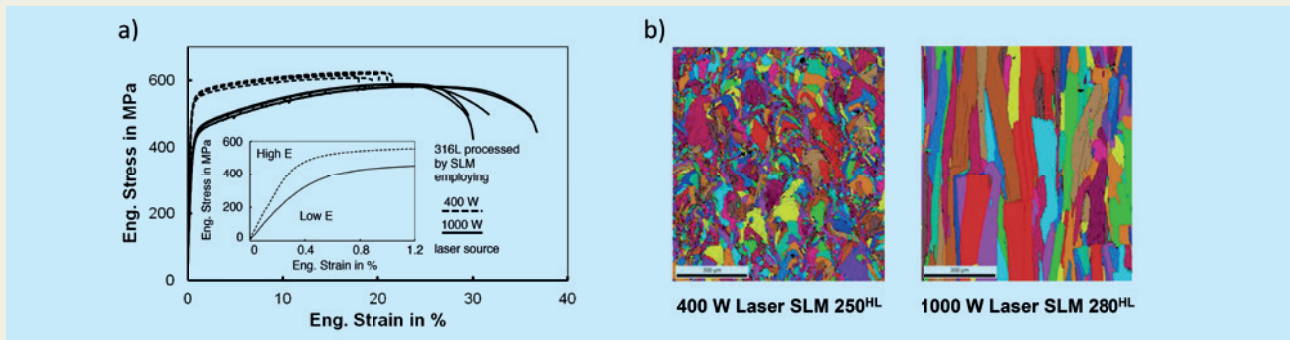 a)
b)
Eng. Stress in MPa
600
400
200
0
0
10
20
30
40
Eng. Strain in %
Eng. Stress in MPa
600
400
200
0
High E
Low E
0
0.4
0.8
1.2
Eng. Strain in %
316L processed
by SLM
employing
400 W
1000 W
laser source
400 W Laser SLM 250HL
1000 W Laser SLM 280HL